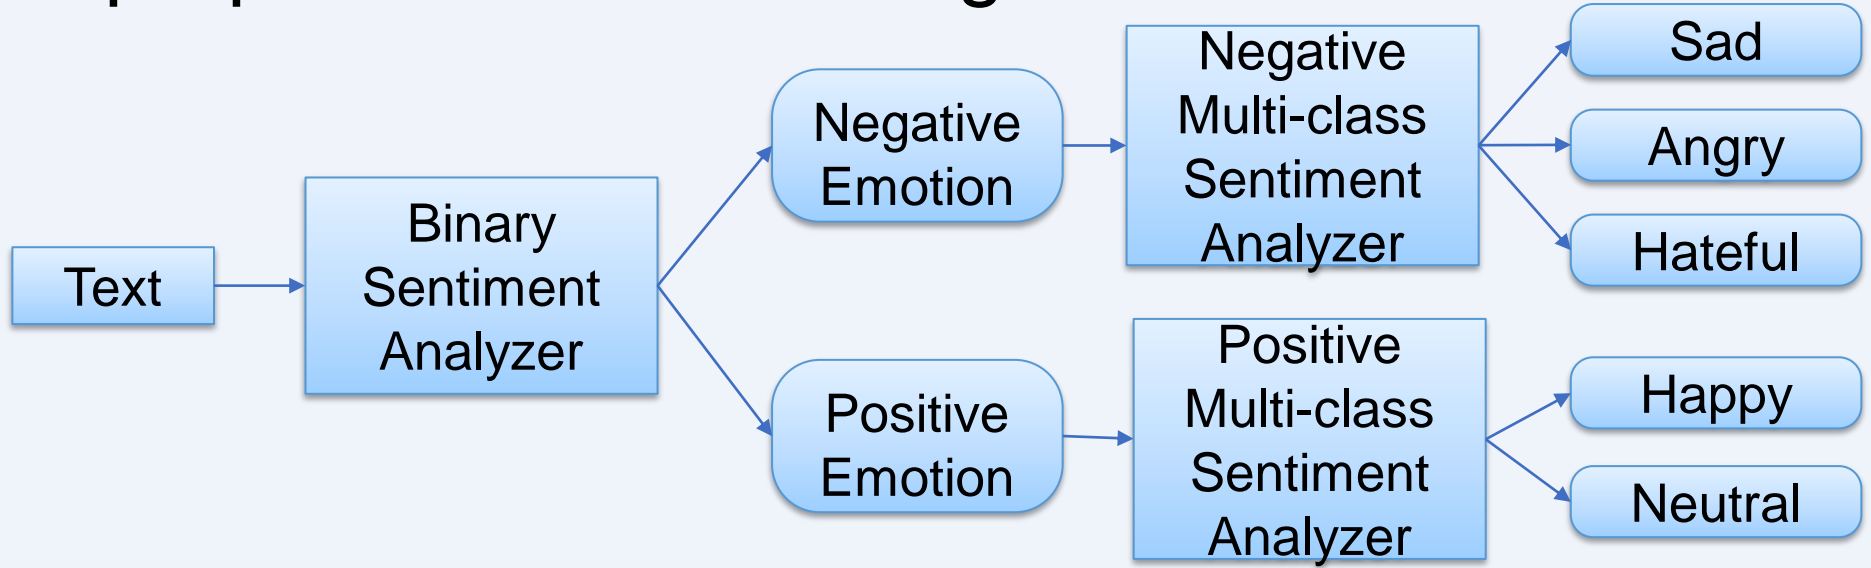 Text
Binary
Sentiment
Analyzer
Negative
Emotion
Positive
Emotion
Negative
Multi-class
Sentiment
Analyzer
Positive
Multi-class
Sentiment
Analyzer
Sad
Angry
Hateful
Happy
Neutral